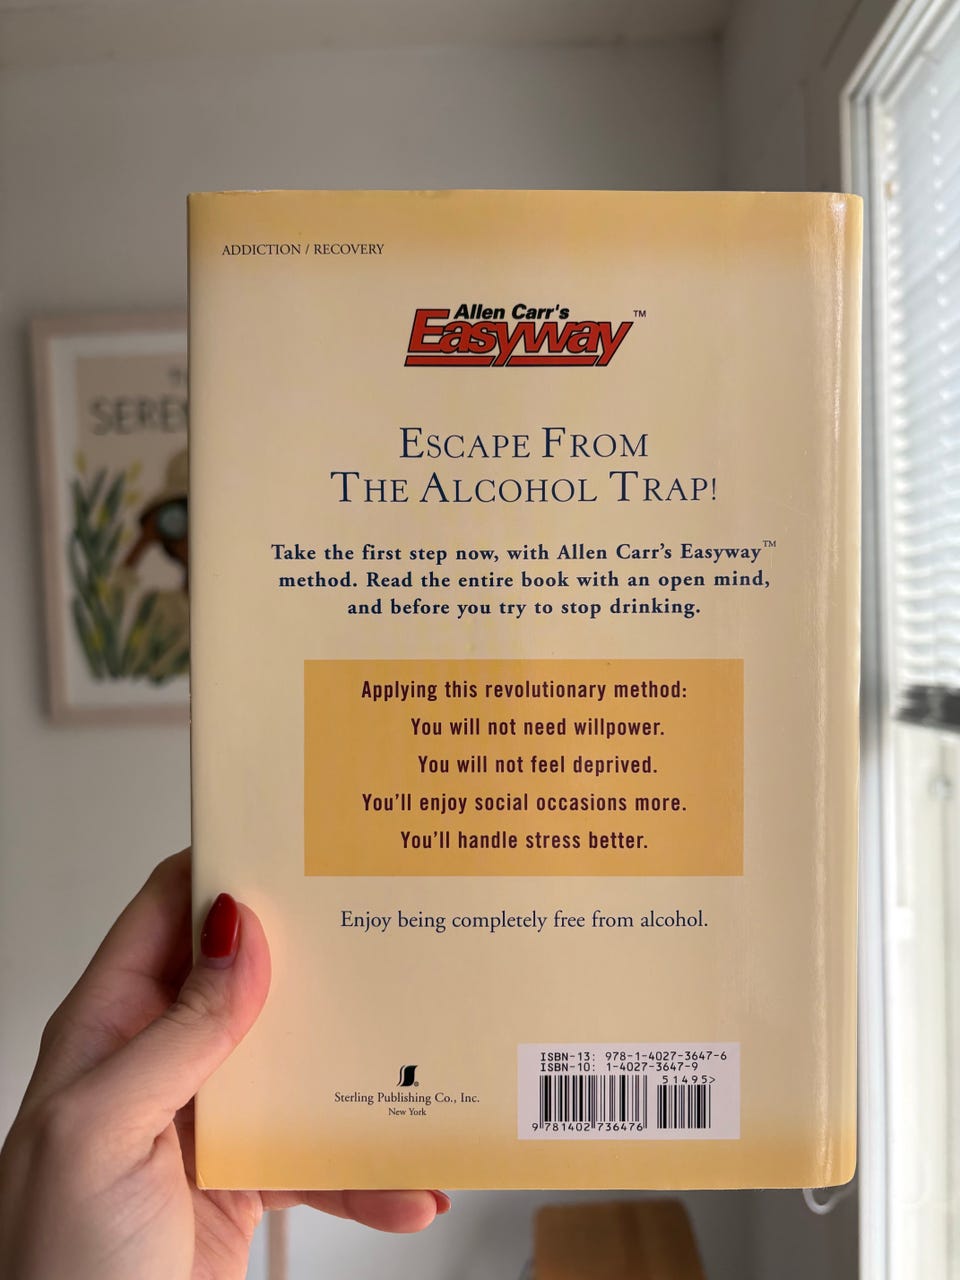 ADDICTION / RECOVERY
Allen Carr's
Easyway™
ESCAPE FROM
THE ALCOHOL TRAP!
Take the first step now, with Allen Carr's Easyway™
method. Read the entire book with an open mind,
and before you try to stop drinking.
Applying this revolutionary method:
You will not need willpower.
You will not feel deprived.
You'll enjoy social occasions more.
You'll handle stress better.
Enjoy being completely free from alcohol.
Sterling Publishing Co., Inc.
New York
ISBN-13: 978-1-4027-3647-6
ISBN-10: 1-4027-3647-9
51495>
9 781402 736476